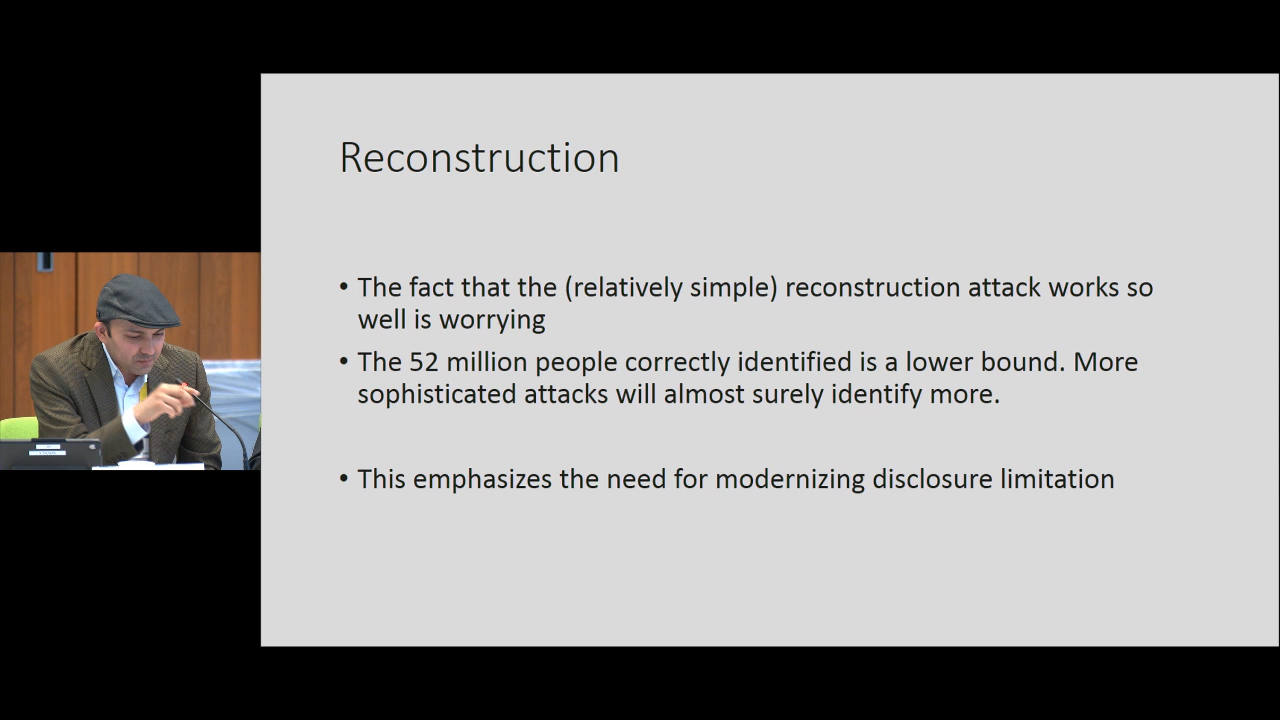 Reconstruction
• The fact that the (relatively simple) reconstruction attack works so
well is worrying
• The 52 million people correctly identified is a lower bound. More
sophisticated attacks will almost surely identify more.
• This emphasizes the need for modernizing disclosure limitation